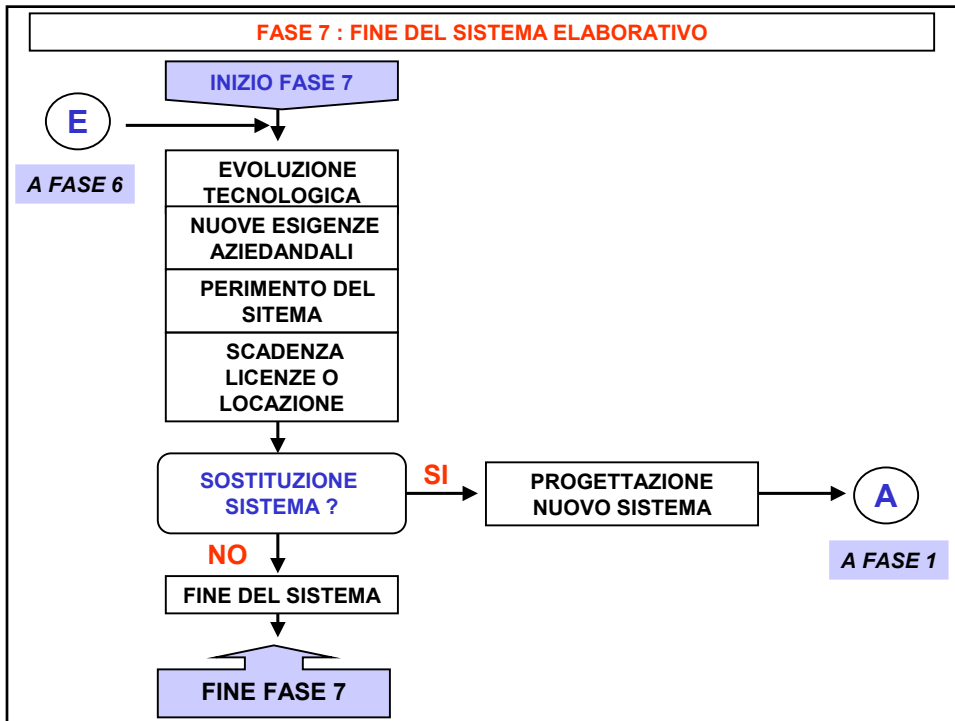 FASE 7 : FINE DEL SISTEMA ELABORATIVO
INIZIO FASE 7
E
A FASE 6
EVOLUZIONE
TECNOLOGICA
NUOVE ESIGENZE
AZIEDANDALI
PERIMENTO DEL
SITEMA
SCADENZA
LICENZE O
LOCAZIONE
SOSTITUZIONE
SISTEMA ?
SI
PROGETTAZIONE
NUOVO SISTEMA
A
A FASE 1
NO
FINE DEL SISTEMA
FINE FASE 7